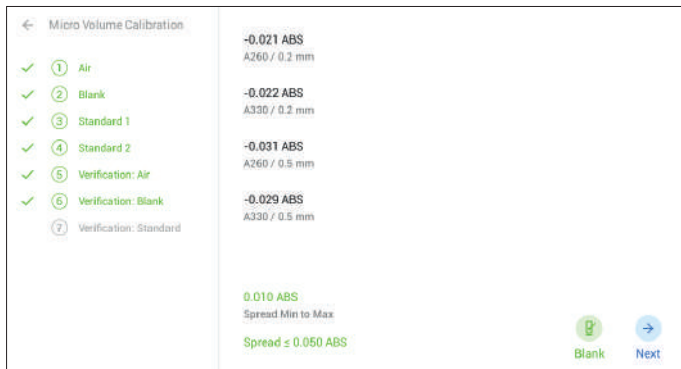 Micro Volume Calibration
1 Air
2 Blank
3 Standard 1
4 Standard 2
5 Verification: Air
6 Verification: Blank
7 Verification: Standard
-0.021 ABS
A260 / 0.2 mm
-0.022 ABS
A330 / 0.2 mm
-0.031 ABS
A260 / 0.5 mm
-0.029 ABS
A330 / 0.5 mm
0.010 ABS
Spread Min to Max
Spread ≤ 0.050 ABS
Blank
Next